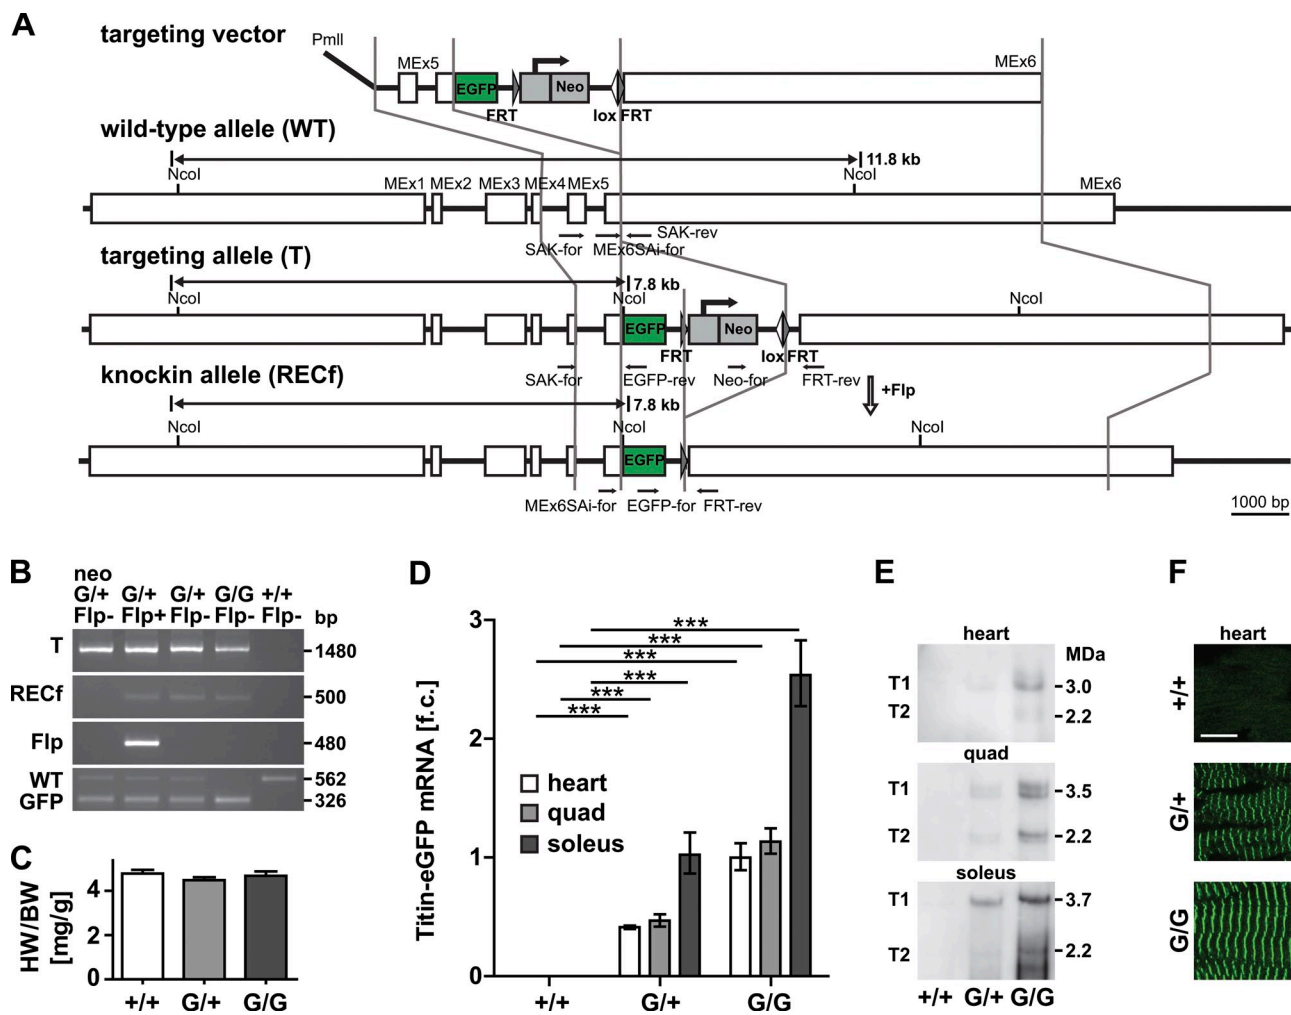 A
targeting vector
PmlI
MEx5
MEx6
EGFP
Neo
FRT
lox FRT
wild-type allele (WT)
11.8 kb
NcoI
NcoI
MEx1 MEx2 MEx3 MEx4 MEx5
MEx6
SAK-for
MEx6SAi-for
SAK-rev
targeting allele (T)
7.8 kb
NcoI
NcoI
NcoI
EGFP
Neo
FRT
lox FRT
SAK-for
EGFP-rev
Neo-for
FRT-rev
knockin allele (RECf)
+Flp
7.8 kb
NcoI
NcoI
NcoI
EGFP
MEx6SAi-for EGFP-for FRT-rev
1000 bp
B
neo
G/+ G/+ G/+ G/G +/+
Flp- Flp+ Flp- Flp- Flp- bp
T 1480
RECf 500
Flp 480
WT 562
GFP 326
C
HW/BW
[mg/g]
4
2
0
+/+ G/+ G/G
D
Titin-eGFP mRNA [f.c.]
3
2
1
0
***
***
***
***
***
***
heart
quad
soleus
+/+ G/+ G/G
E
heart
MDa
T1 3.0
T2 2.2
quad
T1 3.5
T2 2.2
soleus
T1 3.7
T2 2.2
+/+ G/+ G/G
F
heart
+/+
G/+
G/G